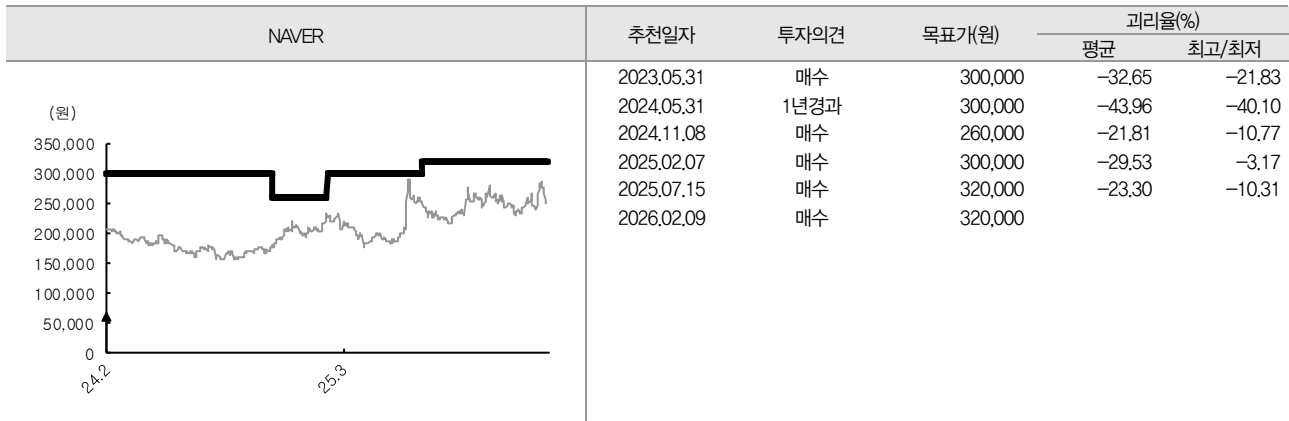 NAVER
추천일자 투자의견 목표가(원) 괴리율(%)
평균 최고/최저
2023.05.31 매수 300,000 -32.65 -21.83
2024.05.31 1년경과 300,000 -43.96 -40.10
2024.11.08 매수 260,000 -21.81 -10.77
2025.02.07 매수 300,000 -29.53 -3.17
2025.07.15 매수 320,000 -23.30 -10.31
2026.02.09 매수 320,000
(원)
350,000
300,000
250,000
200,000
150,000
100,000
50,000
0
24.2
25.3